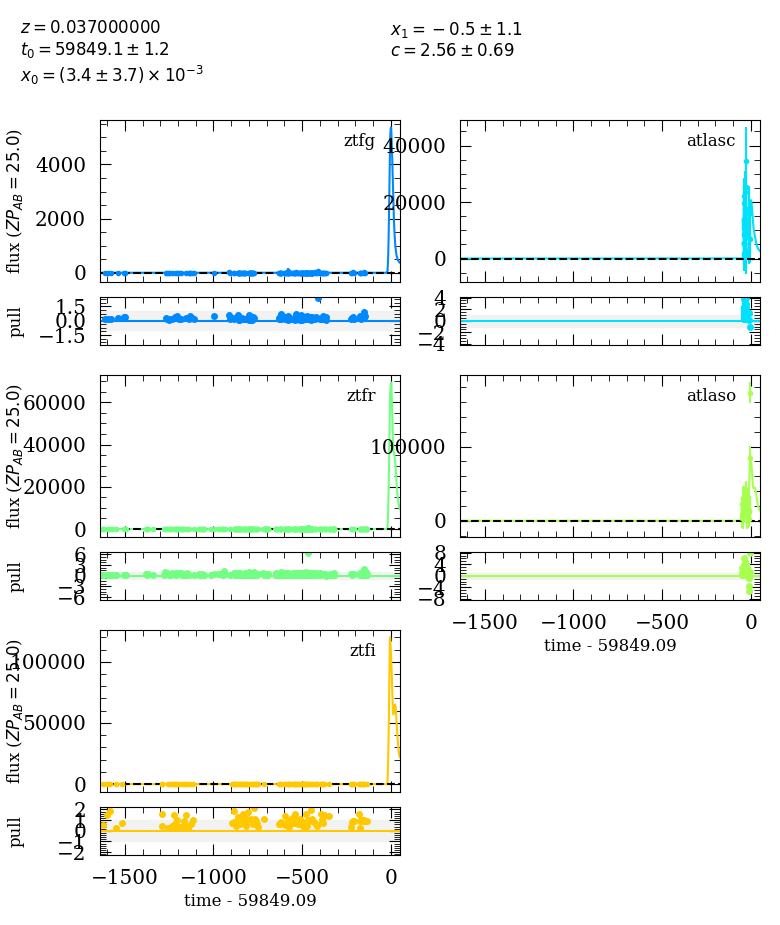 z = 0.037000000
t₀ = 59849.1 ± 1.2
x₀ = (3.4 ± 3.7) × 10⁻³
x₁ = −0.5 ± 1.1
c = 2.56 ± 0.69
flux (ZP_AB = 25.0)
4000
2000
0
ztfg
pull
1.5
0.0
−1.5
40000
20000
0
atlasc
4
2
0
−2
−4
flux (ZP_AB = 25.0)
60000
40000
20000
0
ztfr
pull
6
3
0
−3
−6
100000
0
atlaso
8
4
0
−4
−8
−1500
−1000
−500
0
time - 59849.09
flux (ZP_AB = 25.0)
100000
50000
0
ztfi
pull
2
1
0
−1
−2
−1500
−1000
−500
0
time - 59849.09